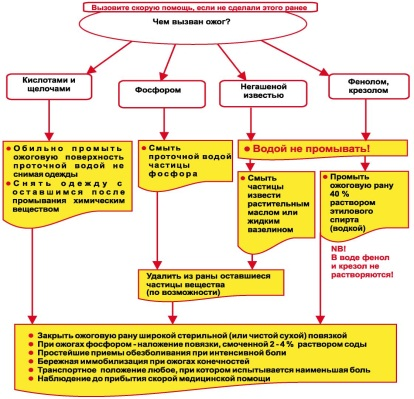 Вызовите скорую помощь, если не сделали этого ранее
Чем вызван ожог?
Кислотами и
щелочами
Фосфором
Негашеной
известью
Фенолом,
крезолом
Обильно промыть
ожоговую поверхность
проточной водой не
снимая одежды
Снять одежду с
оставшимся после
промывания химическим
веществом
Смыть
проточной водой
частицы
фосфора
Водой не промывать!
Смыть
частицы
извести
растительным
маслом или
жидким
вазелином
Промыть
ожоговую рану
40 %
раствором
этилового
спирта
(водкой)
NB!
В воде фенол
и крезол не
растворяются!
Удалить из раны оставшиеся
частицы вещества
(по возможности)
Закрыть ожоговую рану широкой стерильной (или чистой сухой) повязкой
При ожогах фосфором - наложение повязки, смоченной 2 - 4 % раствором соды
Простейшие приемы обезболивания при интенсивной боли
Бережная иммобилизация при ожогах конечностей
Транспортное положение любое, при котором испытывается наименьшая боль
Наблюдение до прибытия скорой медицинской помощи